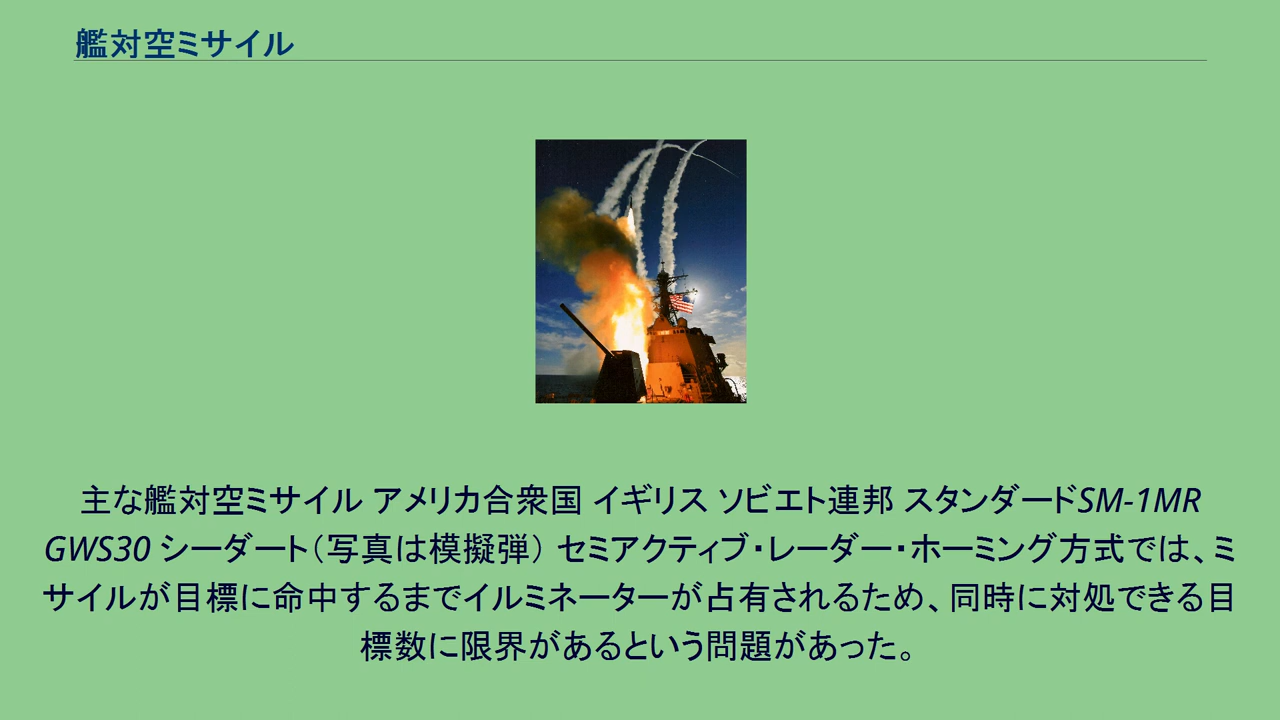 艦対空ミサイル
主な艦対空ミサイル アメリカ合衆国 イギリス ソビエト連邦 スタンダードSM-1MR
GWS30 シーダート（写真は模擬弾） セミアクティブ・レーダー・ホーミング方式では、ミ
サイルが目標に命中するまでイルミネーターが占有されるため、同時に対処できる目
標数に限界があるという問題があった。